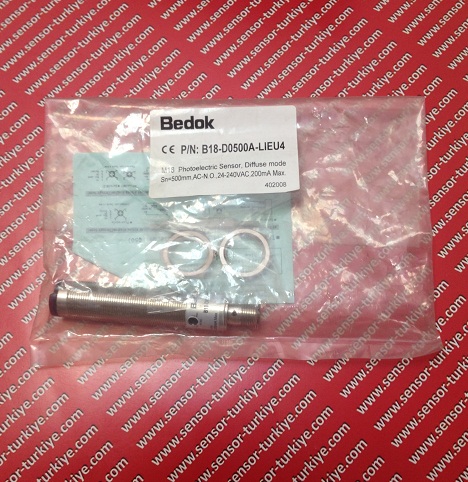 Bedok
CE P/N: B18-D0500A-LIEU4
M18 Photoelectric Sensor, Diffuse mode
Sn=500mm,AC-N.O.,24-240VAC,200mA Max.
402008
www.sensor-turkiye.com